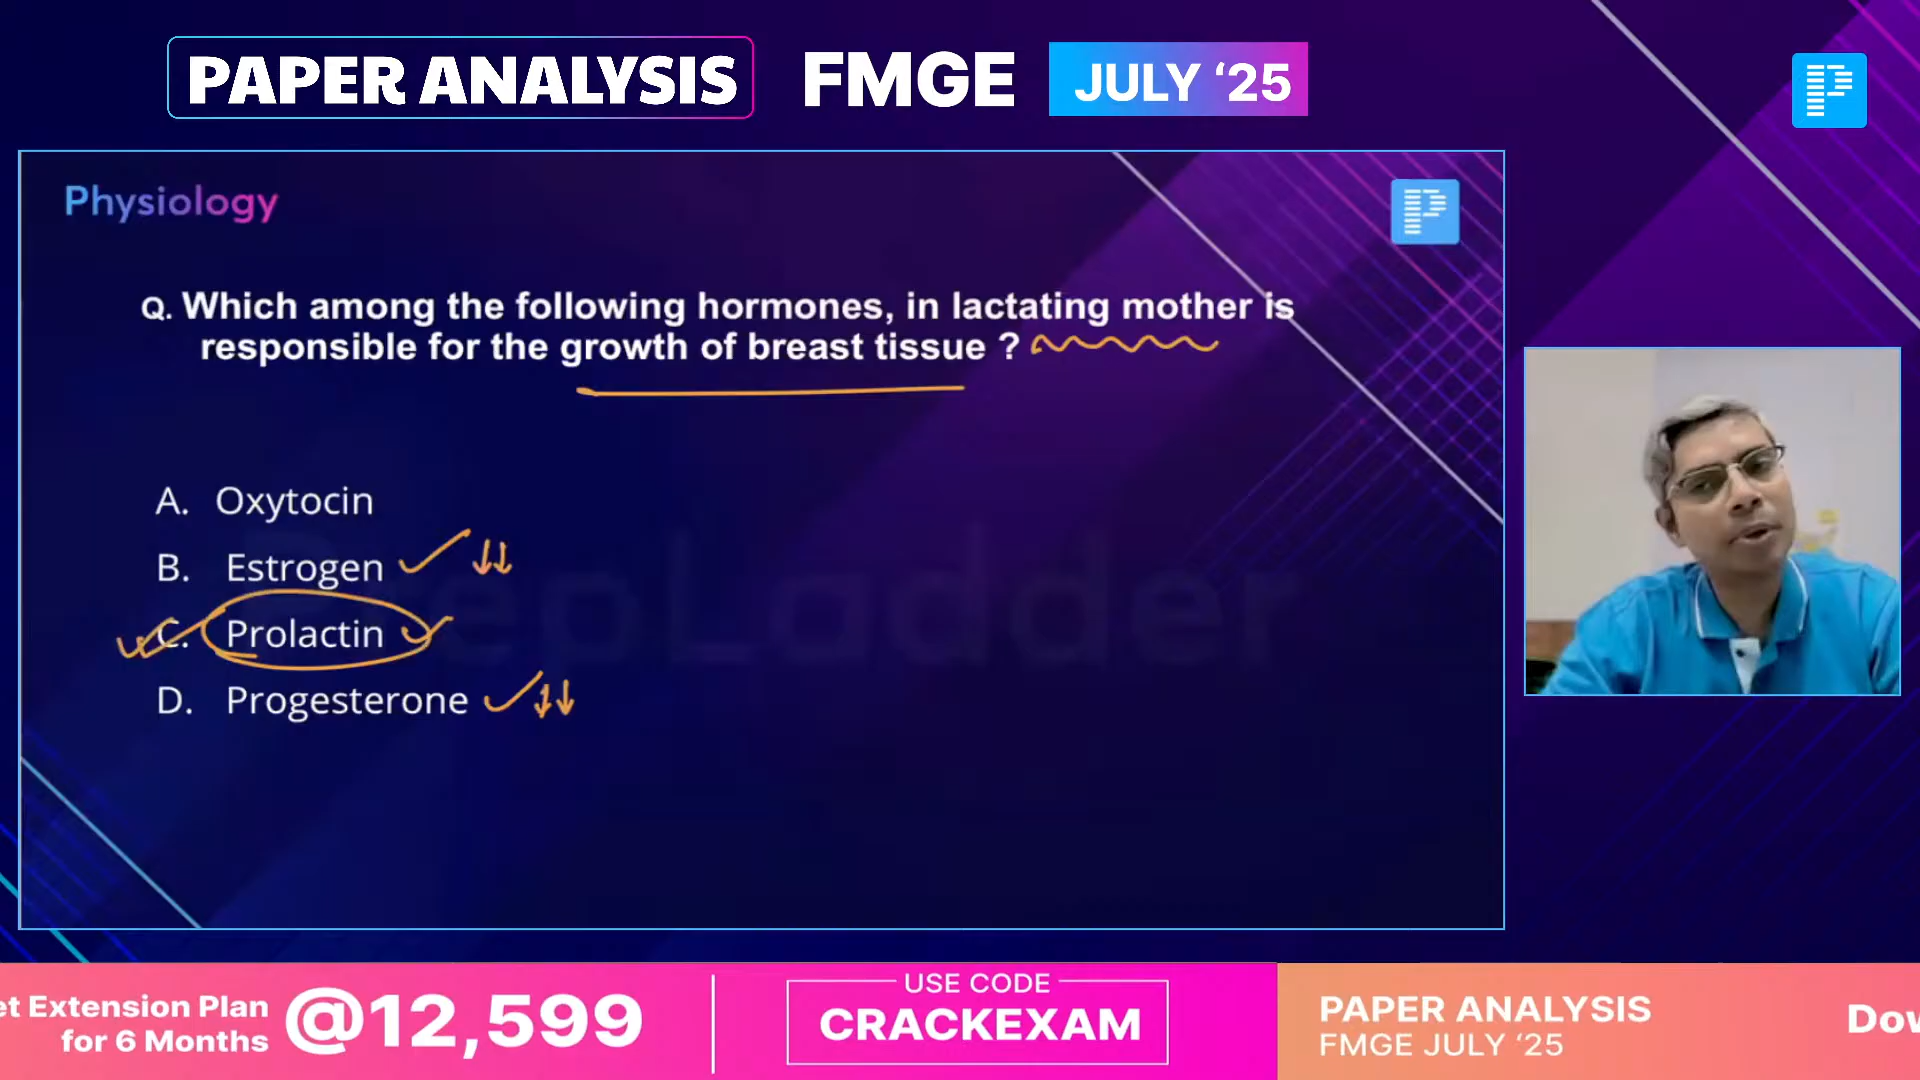 PAPER ANALYSIS FMGE JULY ‘25
Physiology
Q. Which among the following hormones, in lactating mother is
responsible for the growth of breast tissue ?
A. Oxytocin
B. Estrogen
C. Prolactin
D. Progesterone
PrepLadder
et Extension Plan
for 6 Months
@12,599
USE CODE
CRACKEXAM
PAPER ANALYSIS
FMGE JULY ‘25
Dow